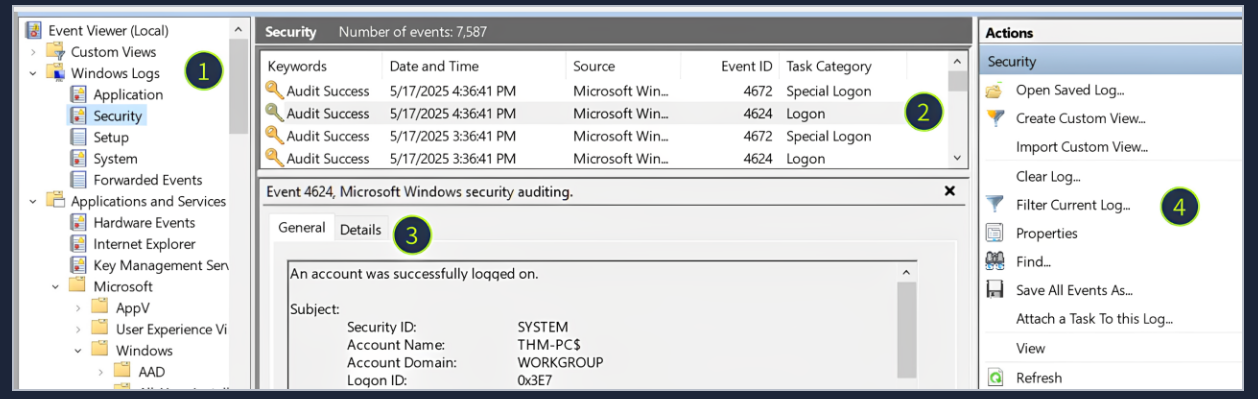 Event Viewer (Local)
Custom Views
Windows Logs
1
Application
Security
Setup
System
Forwarded Events
Applications and Services
Hardware Events
Internet Explorer
Key Management Serv
Microsoft
AppV
User Experience Vi
Windows
AAD
Security Number of events: 7,587
Keywords Date and Time Source Event ID Task Category
Audit Success 5/17/2025 4:36:41 PM Microsoft Win... 4672 Special Logon
Audit Success 5/17/2025 4:36:41 PM Microsoft Win... 4624 Logon
2
Audit Success 5/17/2025 3:36:41 PM Microsoft Win... 4672 Special Logon
Audit Success 5/17/2025 3:36:41 PM Microsoft Win... 4624 Logon
Event 4624, Microsoft Windows security auditing.
General Details
3
An account was successfully logged on.
Subject:
Security ID: SYSTEM
Account Name: THM-PC$
Account Domain: WORKGROUP
Logon ID: 0x3E7
Actions
Security
Open Saved Log...
Create Custom View...
Import Custom View...
Clear Log...
Filter Current Log...
4
Properties
Find...
Save All Events As...
Attach a Task To this Log...
View
Refresh